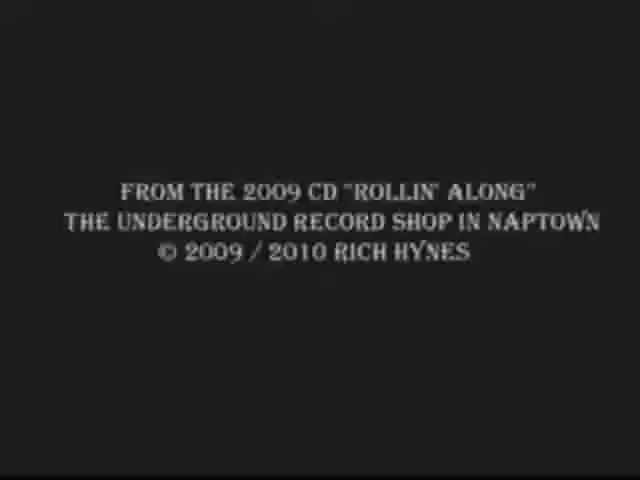 FROM THE 2009 CD "ROLLIN' ALONG"
THE UNDERGROUND RECORD SHOP IN NAPTOWN
© 2009 / 2010 RICH HYNES